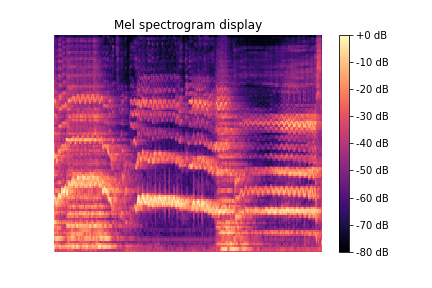 Mel spectrogram display
+0 dB
-10 dB
-20 dB
-30 dB
-40 dB
-50 dB
-60 dB
-70 dB
-80 dB